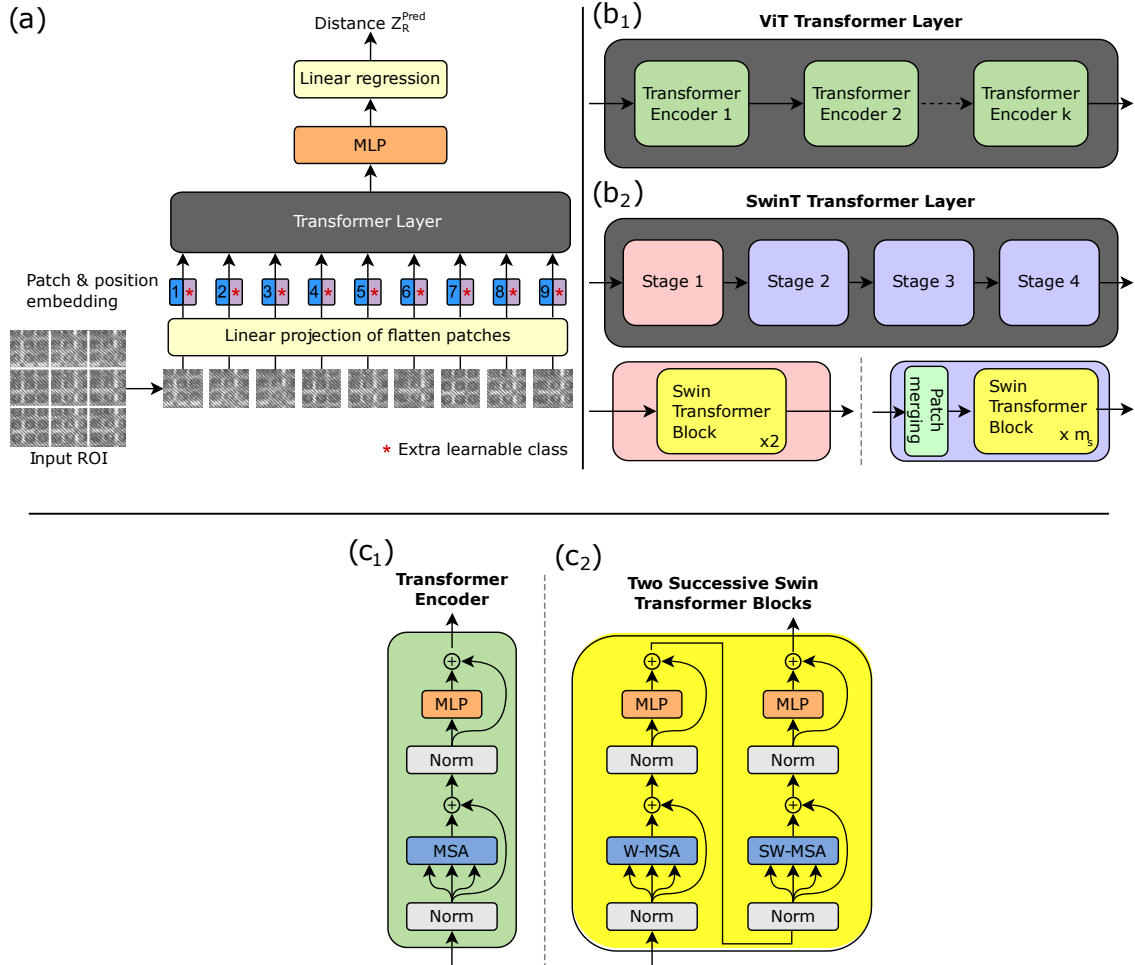 (a)
Distance Z_R^Pred
Linear regression
MLP
Transformer Layer
Patch & position
embedding
1* 2* 3* 4* 5* 6* 7* 8* 9*
Linear projection of flatten patches
Input ROI
* Extra learnable class
(b₁)
ViT Transformer Layer
Transformer
Encoder 1
Transformer
Encoder 2
Transformer
Encoder k
(b₂)
SwinT Transformer Layer
Stage 1
Stage 2
Stage 3
Stage 4
Swin
Transformer
Block
x2
Patch
merging
Swin
Transformer
Block
x mₛ
(c₁)
Transformer
Encoder
MLP
Norm
MSA
Norm
(c₂)
Two Successive Swin
Transformer Blocks
MLP
Norm
W-MSA
Norm
MLP
Norm
SW-MSA
Norm